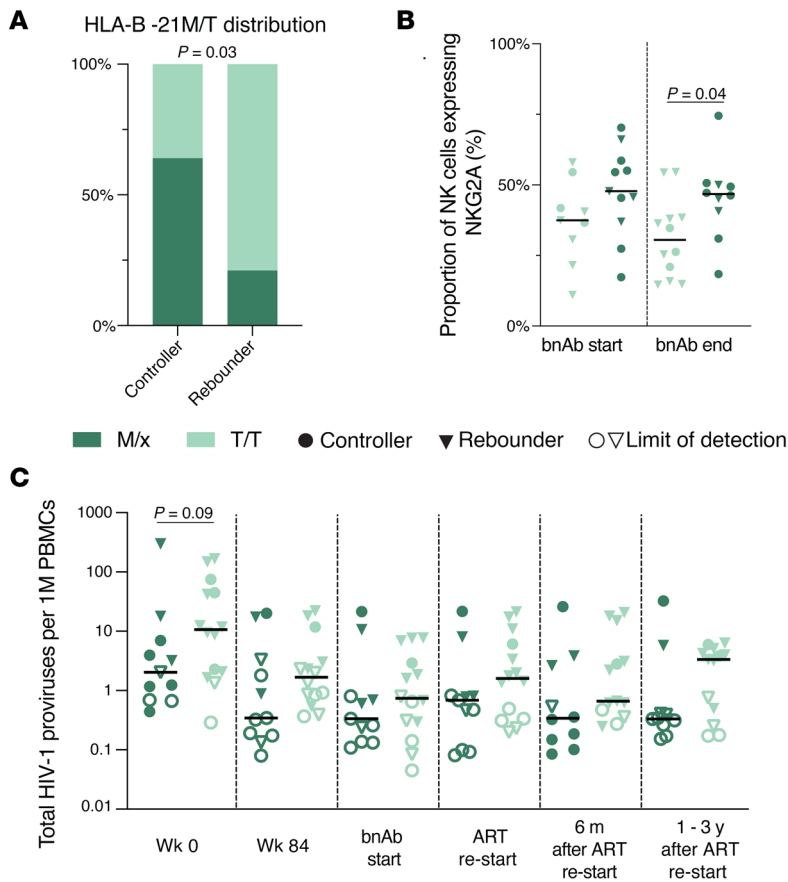 A
HLA-B -21M/T distribution
P = 0.03
100%
50%
0%
Controller
Rebounder
B
Proportion of NK cells expressing
NKG2A (%)
100%
50%
0%
P = 0.04
bnAb start
bnAb end
M/x
T/T
Controller
Rebounder
Limit of detection
C
Total HIV-1 proviruses per 1M PBMCs
1000
100
10
1
0.1
0.01
P = 0.09
Wk 0
Wk 84
bnAb
start
ART
re-start
6 m
after ART
re-start
1 - 3 y
after ART
re-start